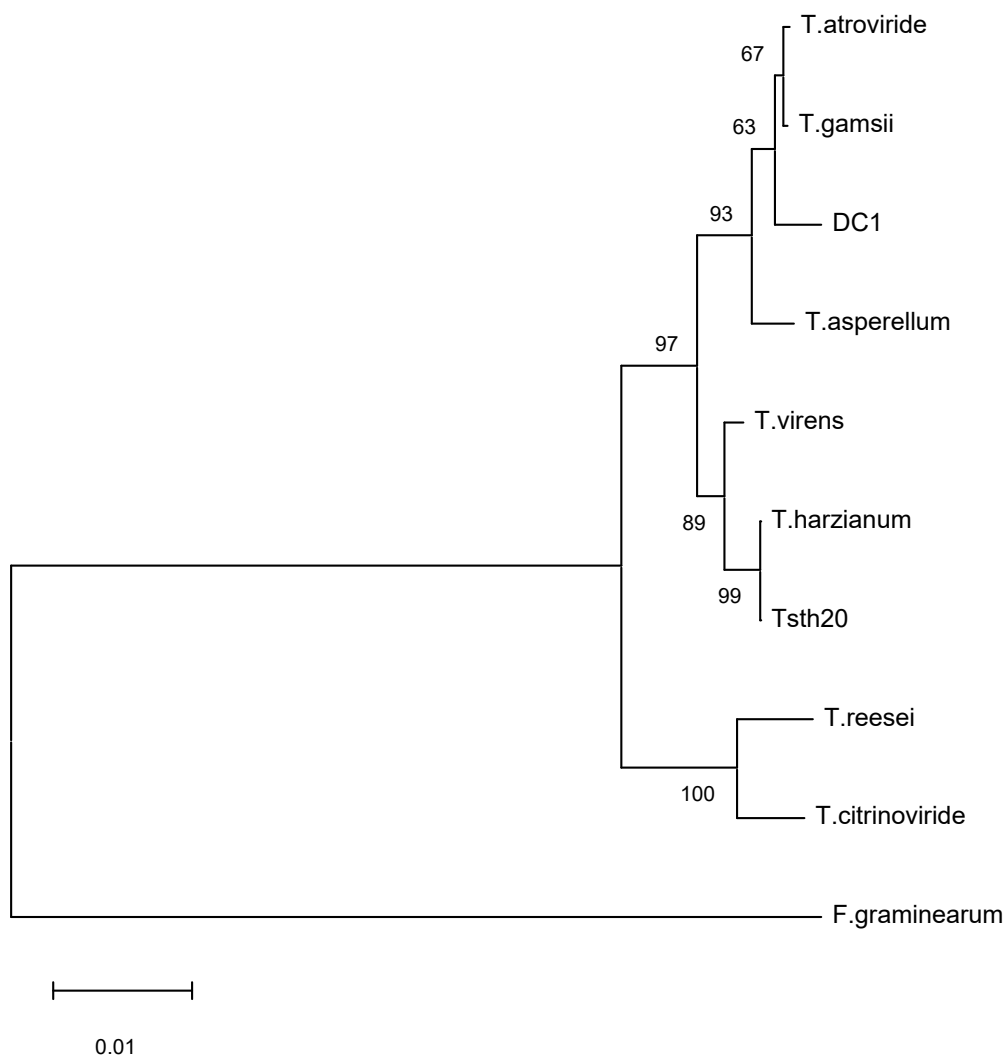 T.atroviride
67
T.gamsii
63
DC1
93
T.asperellum
97
T.virens
T.harzianum
89
99
Tsth20
T.reesei
100
T.citrinoviride
F.graminearum
0.01